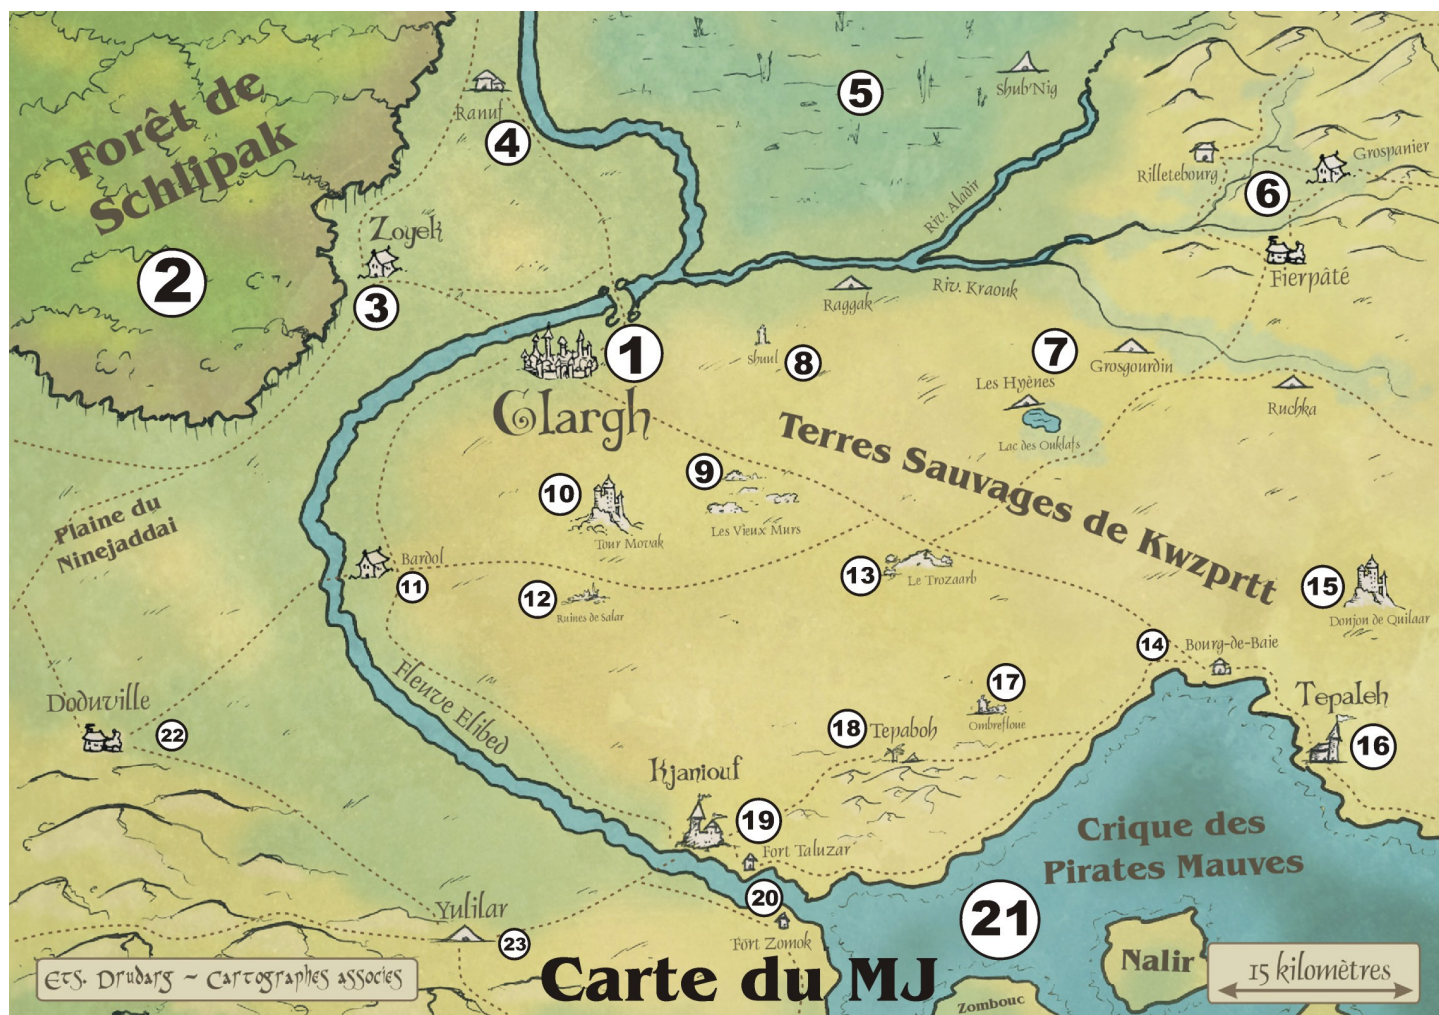 Forêt de
Schlipak
2
Ranuf
4
5
Shub'Nig
Rilletebourg
Grospanier
6
Fierpâté
Riv. Aladir
Riv. Kraouk
Zoyek
3
1
Clargh
Raggak
Shuul
8
7
Grosgourdin
Les Hyènes
Lac des Ouklafs
Ruchka
Terres Sauvages de Kwzprtt
Plaine du
Ninejaddai
10
Tour Movak
9
Les Vieux Murs
Bardol
11
12
Ruines de Salar
13
Le Trozaarb
15
Donjon de Quilaar
14
Bourg-de-Baie
Tepaleh
16
17
Ombrefloue
18
Tepaboh
Doduville
22
Fleuve Elibed
Kjaniouf
19
Fort Taluzar
20
Fort Zomok
Yulilar
23
21
Crique des
Pirates Mauves
Nalir
Zombouc
15 kilomètres
Ets. Drudarg ~ Cartographes associes
Carte du MJ